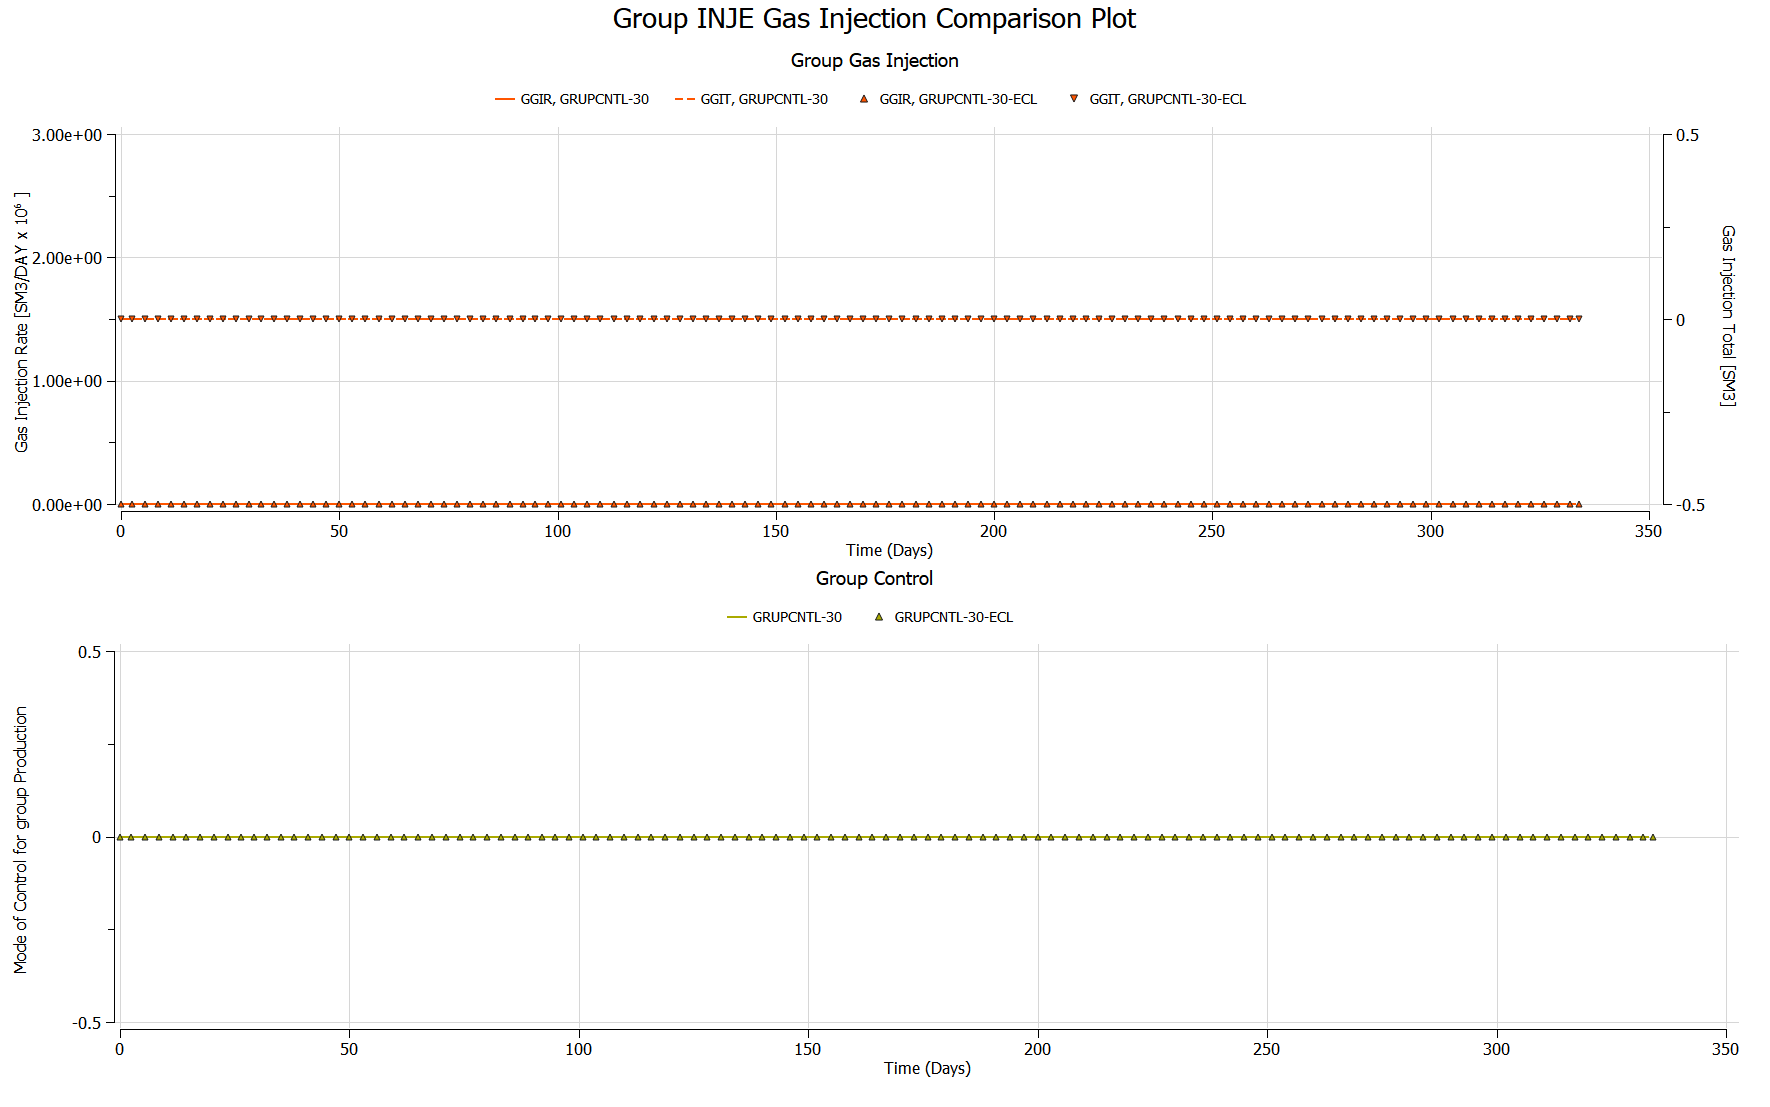 Group INJE Gas Injection Comparison Plot
Group Gas Injection
GGIR, GRUPCNTL-30 GGIT, GRUPCNTL-30 GGIR, GRUPCNTL-30-ECL GGIT, GRUPCNTL-30-ECL
Gas Injection Rate [SM3/DAY x 10⁶ ]
3.00e+00
2.00e+00
1.00e+00
0.00e+00
0.5
0
-0.5
Gas Injection Total [SM3]
0 50 100 150 200 250 300 350
Time (Days)
Group Control
GRUPCNTL-30 GRUPCNTL-30-ECL
Mode of Control for group Production
0.5
0
-0.5
0 50 100 150 200 250 300 350
Time (Days)